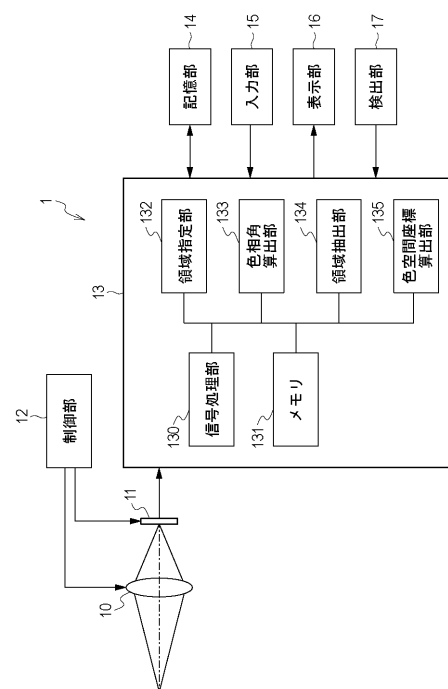 1
12
制御部
10
11
13
130
信号処理部
131
メモリ
132
領域指定部
133
色相角
算出部
134
領域抽出部
135
色空間座標
算出部
14
記憶部
15
入力部
16
表示部
17
検出部